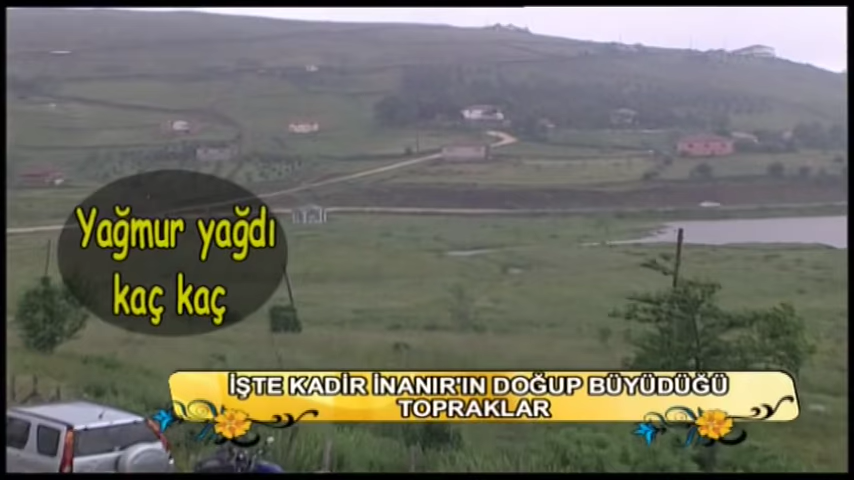 Yağmur yağdı
kaç kaç
İŞTE KADİR İNANIR'IN DOĞUP BÜYÜDÜĞÜ
TOPRAKLAR